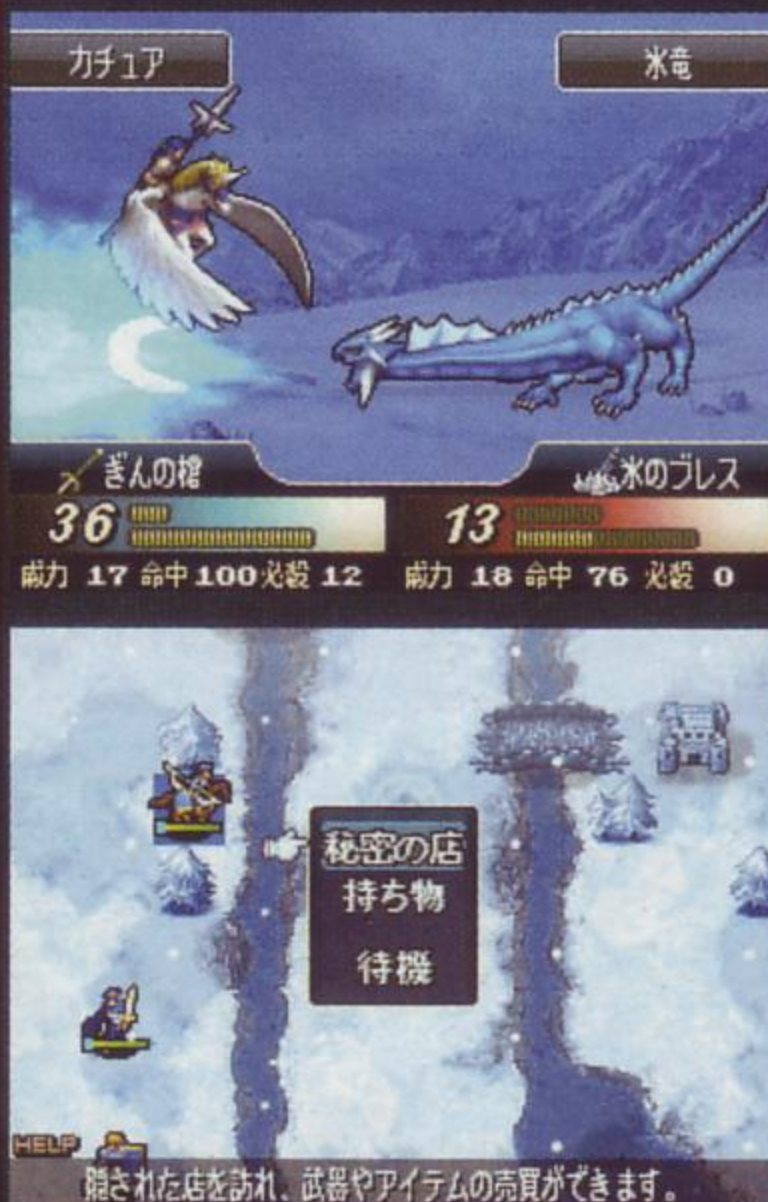 カチュア
氷竜
ぎんの槍
氷のブレス
36
13
威力 17 命中 100 必殺 12
威力 18 命中 76 必殺 0
秘密の店
持ち物
待機
HELP
隠された店を訪れ、武器やアイテムの売買ができます。